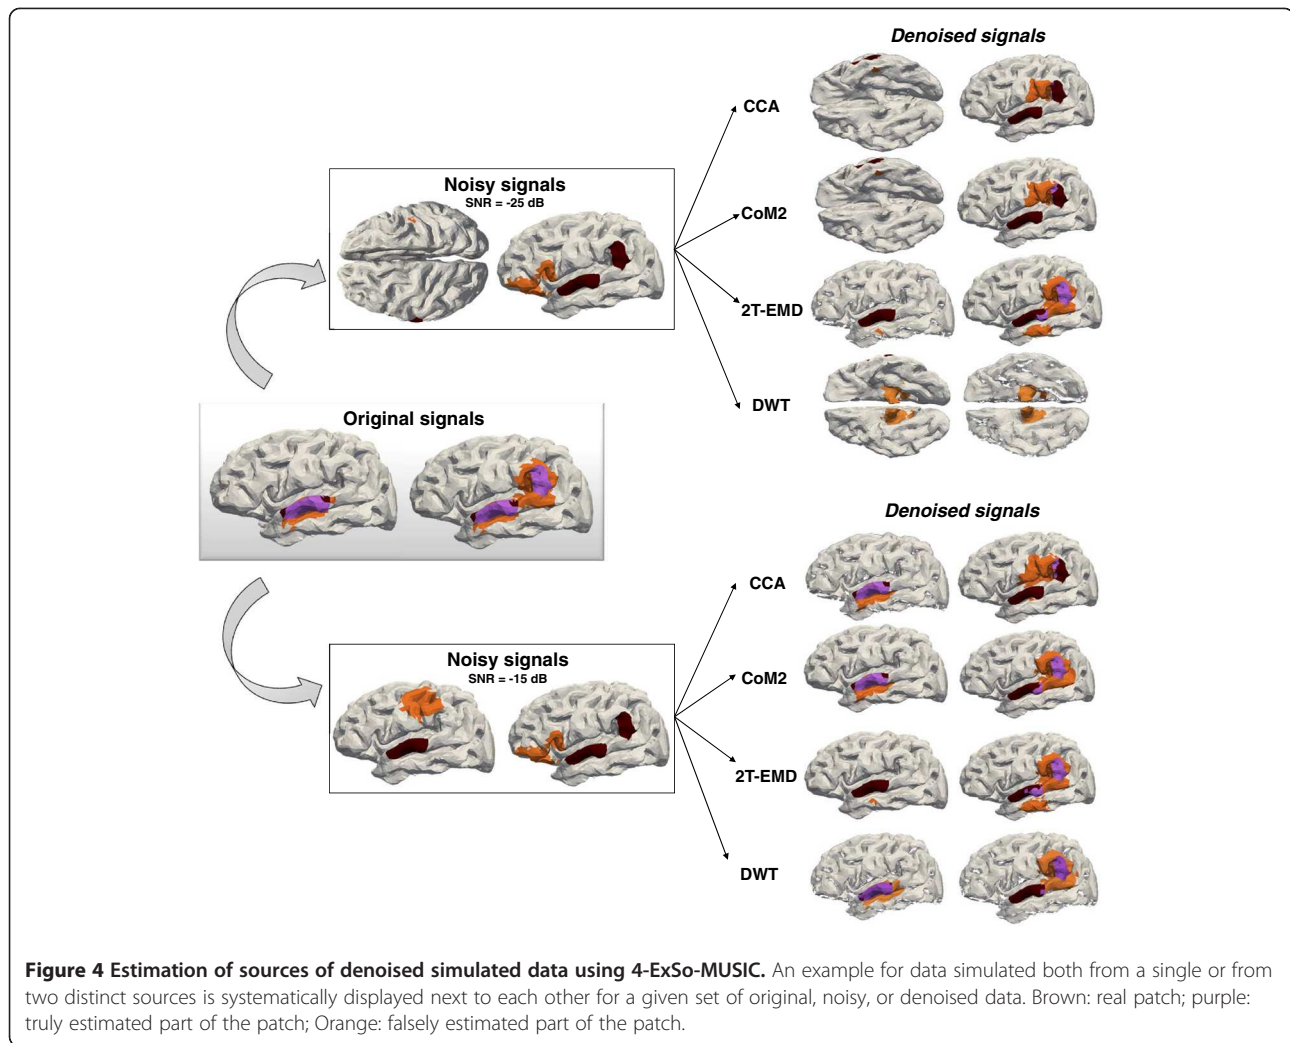 Denoised signals
CCA
Noisy signals
SNR = -25 dB
CoM2
2T-EMD
DWT
Original signals
Denoised signals
CCA
Noisy signals
SNR = -15 dB
CoM2
2T-EMD
DWT
Figure 4 Estimation of sources of denoised simulated data using 4-ExSo-MUSIC. An example for data simulated both from a single or from
two distinct sources is systematically displayed next to each other for a given set of original, noisy, or denoised data. Brown: real patch; purple:
truly estimated part of the patch; Orange: falsely estimated part of the patch.